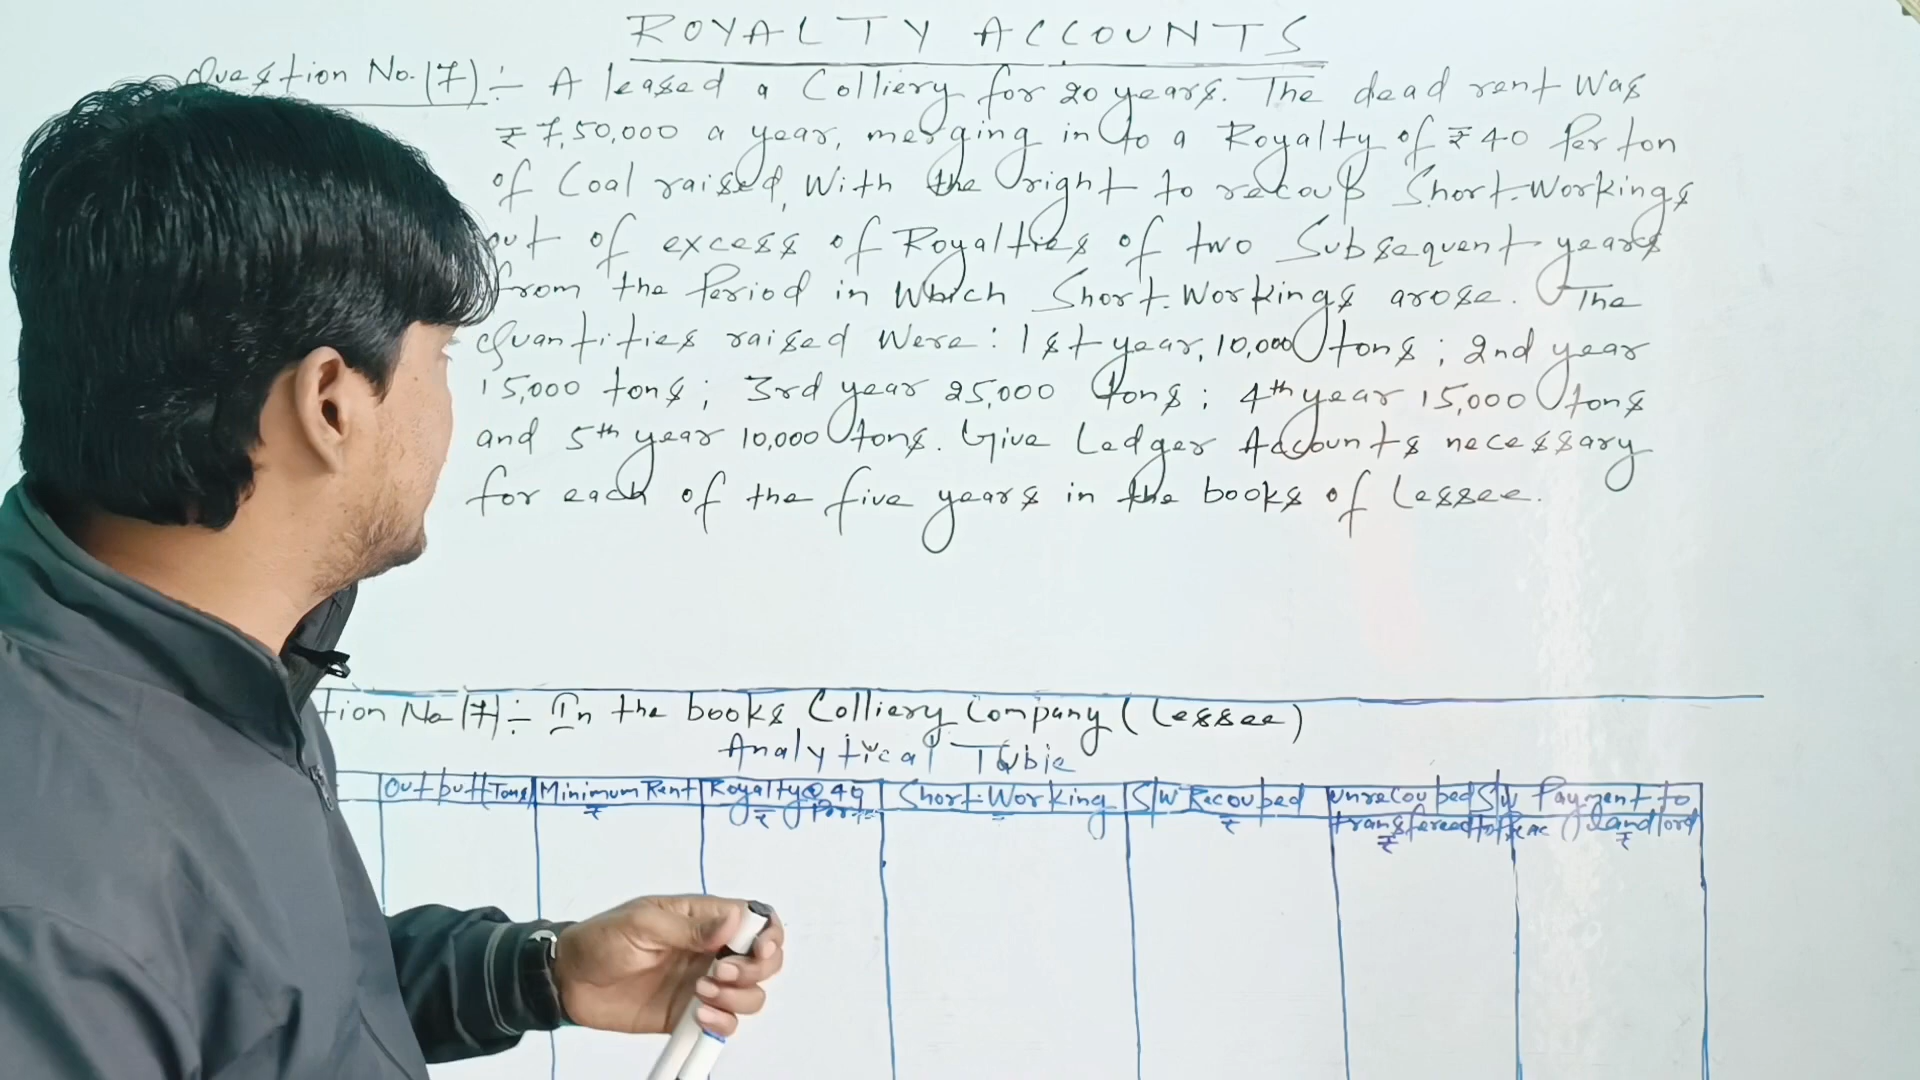 ROYALTY ACCOUNTS
Question No. (7) :- A leased a Colliery for 20 years. The dead rent was
₹ 7,50,000 a year, merging in to a Royalty of ₹ 40 Per ton
of Coal raised, With the right to recoup Short-Workings
out of excess of Royalties of two Subsequent years
from the Period in Which Short-Workings arose. The
Quantities raised Were: 1st year, 10,000 tons; 2nd year
15,000 tons; 3rd year 25,000 tons; 4th year 15,000 tons
and 5th year 10,000 tons. Give Ledger Accounts necessary
for each of the five years in the books of Lessee.
tion No (7) :- In the books Colliery Company (Lessee)
Analytical Table
Output (Tons) Minimum Rent ₹ Royalty @ 40 ₹ Per Short-Working S/W Recouped ₹ Unrecouped S/W ₹ Payment to Landlord ₹